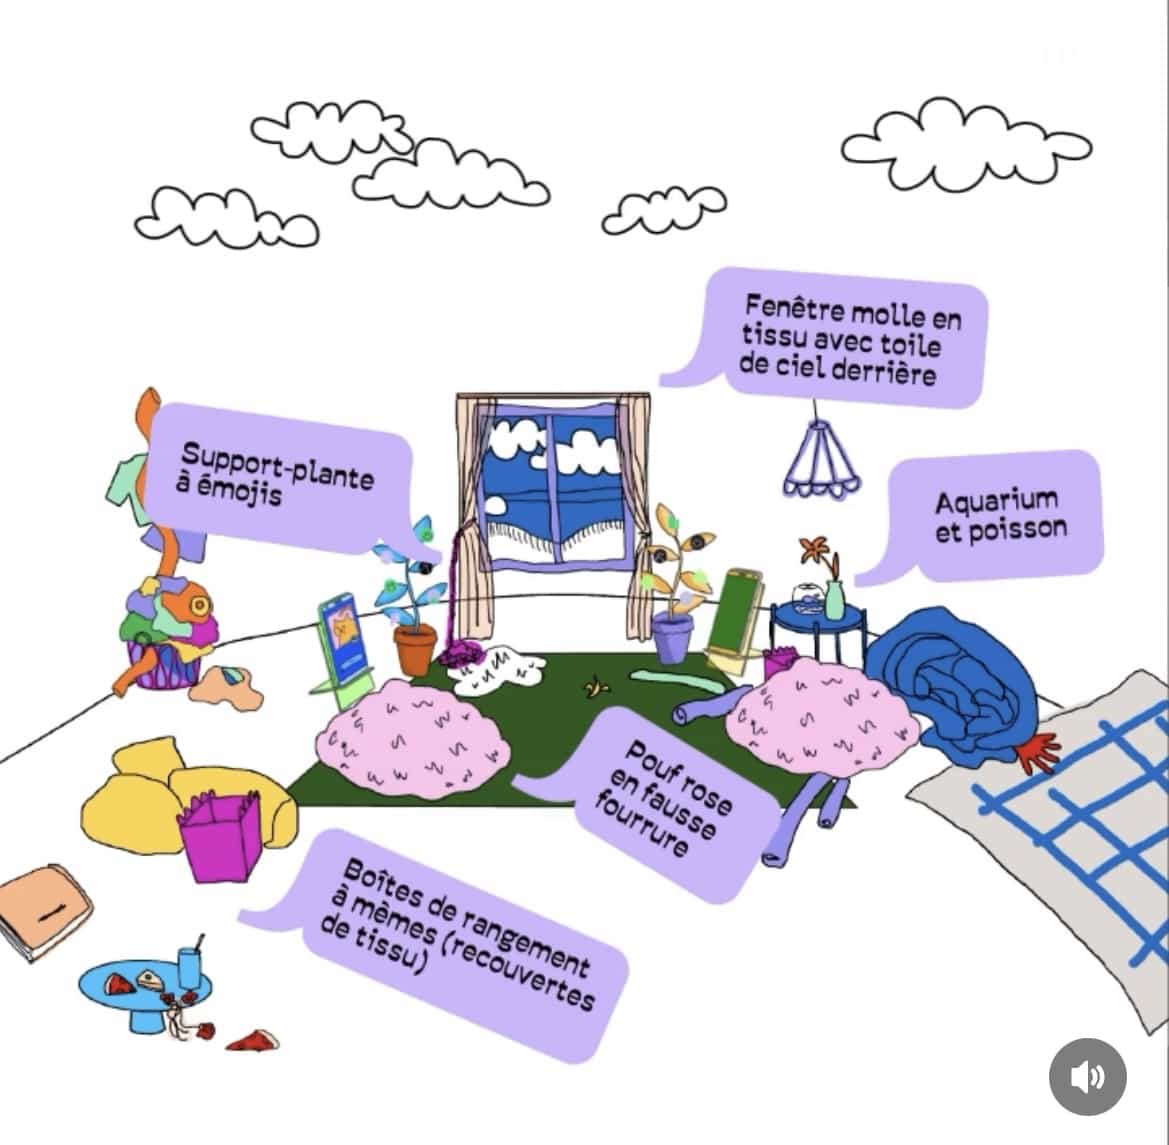 Fenêtre molle en
tissu avec toile
de ciel derrière
Support-plante
à émojis
Aquarium
et poisson
Pouf rose
en fausse
fourrure
Boîtes de rangement
à mèmes (recouvertes
de tissu)